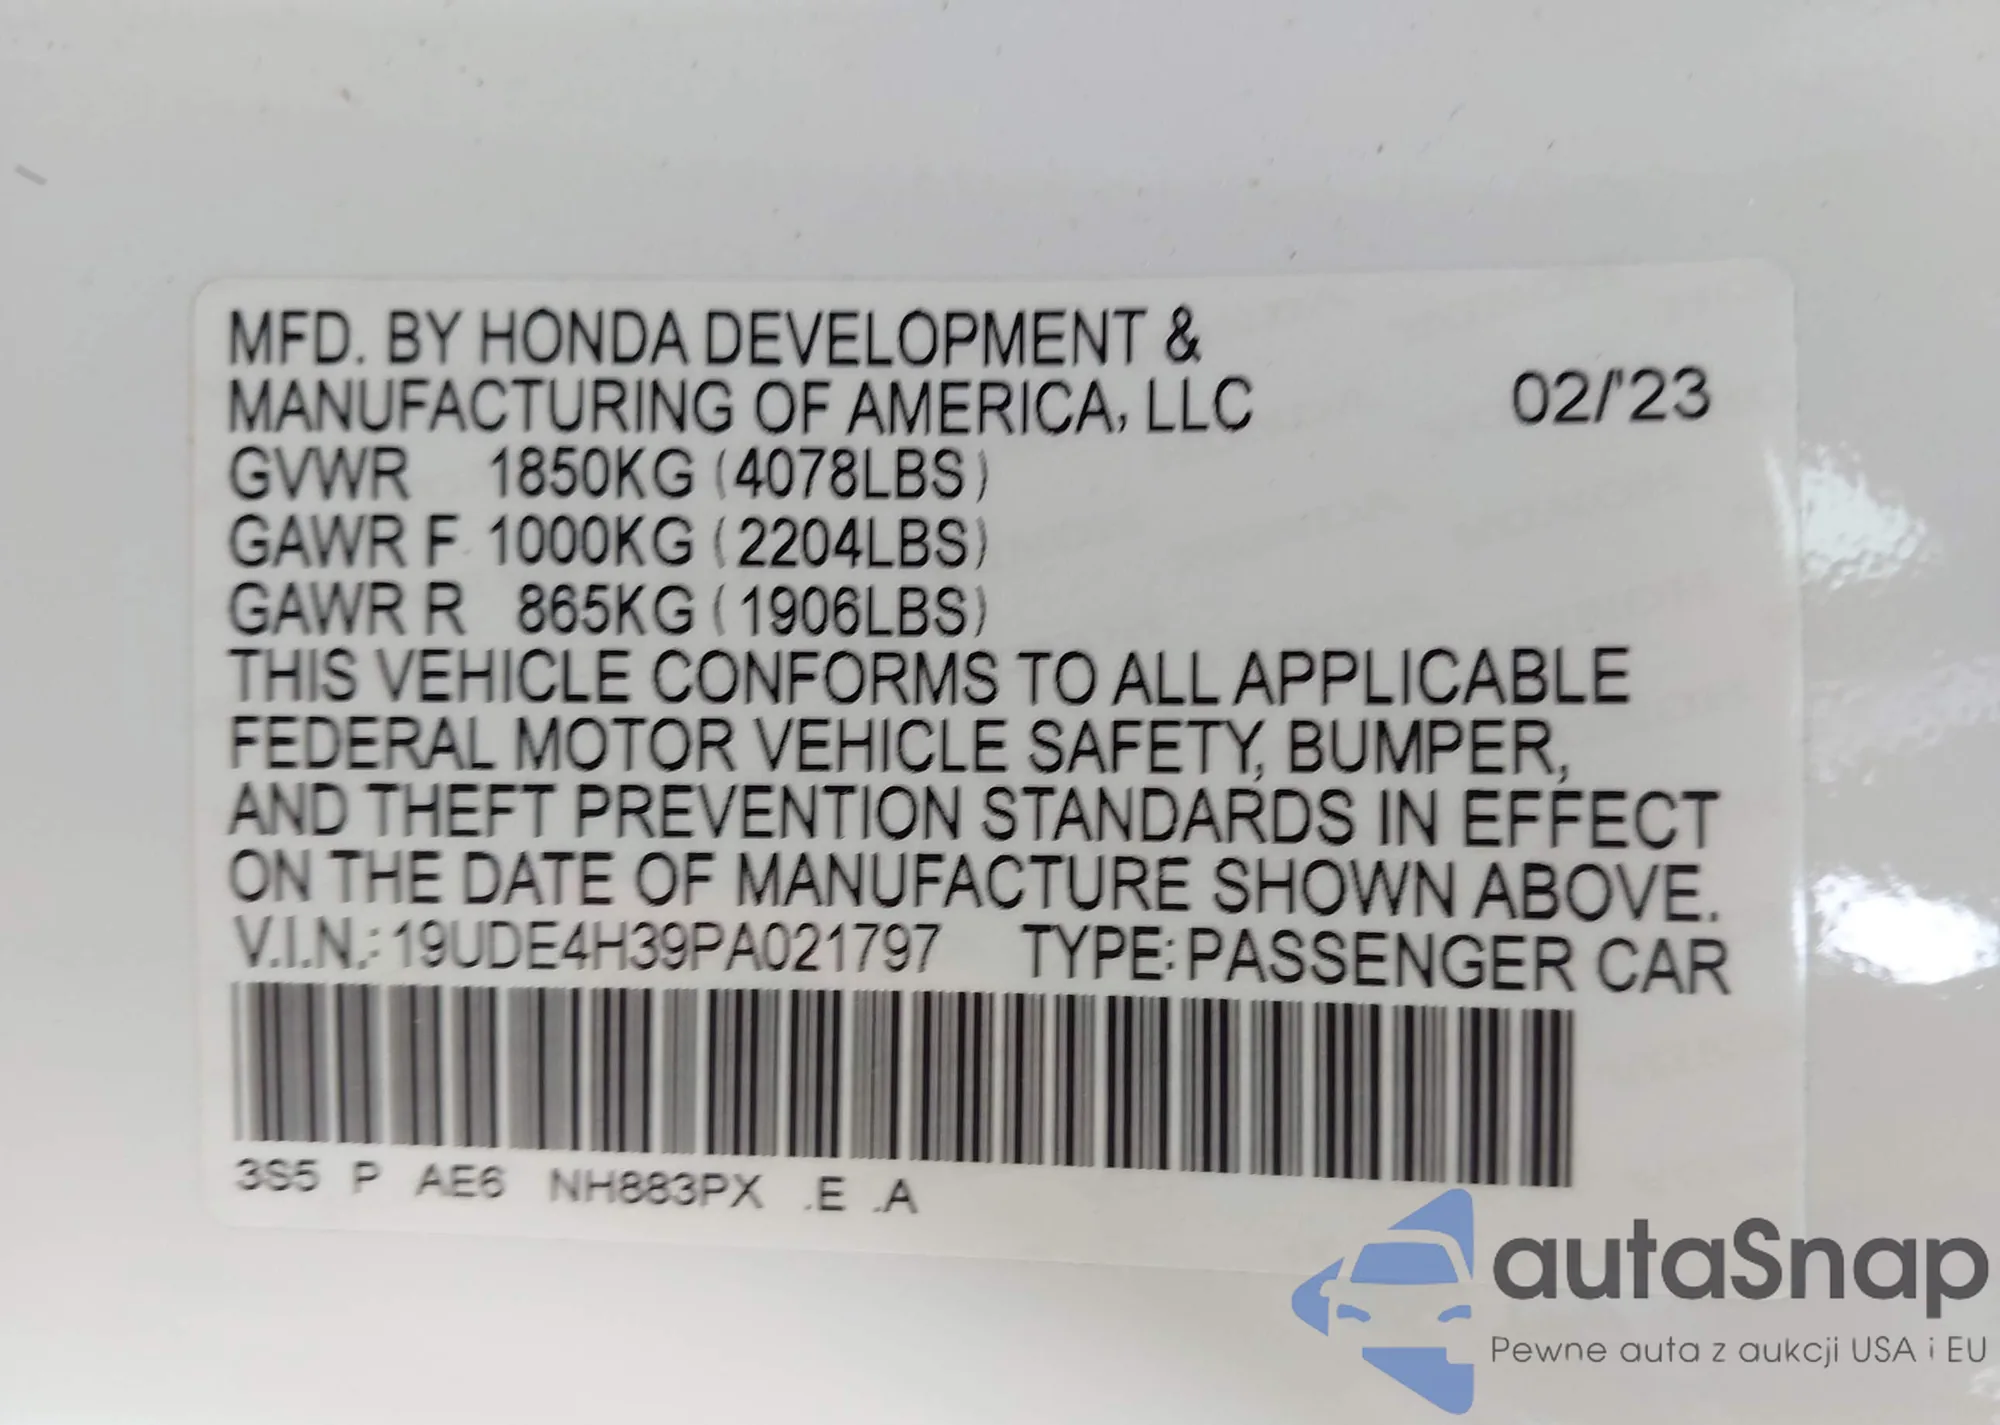 MFD. BY HONDA DEVELOPMENT &
MANUFACTURING OF AMERICA, LLC 02/'23
GVWR 1850KG (4078LBS)
GAWR F 1000KG (2204LBS)
GAWR R 865KG (1906LBS)
THIS VEHICLE CONFORMS TO ALL APPLICABLE
FEDERAL MOTOR VEHICLE SAFETY, BUMPER,
AND THEFT PREVENTION STANDARDS IN EFFECT
ON THE DATE OF MANUFACTURE SHOWN ABOVE.
V.I.N.: 19UDE4H39PA021797 TYPE: PASSENGER CAR
3S5 P AE6 NH883PX .E .A
autaSnap
Pewne auta z aukcji USA i EU